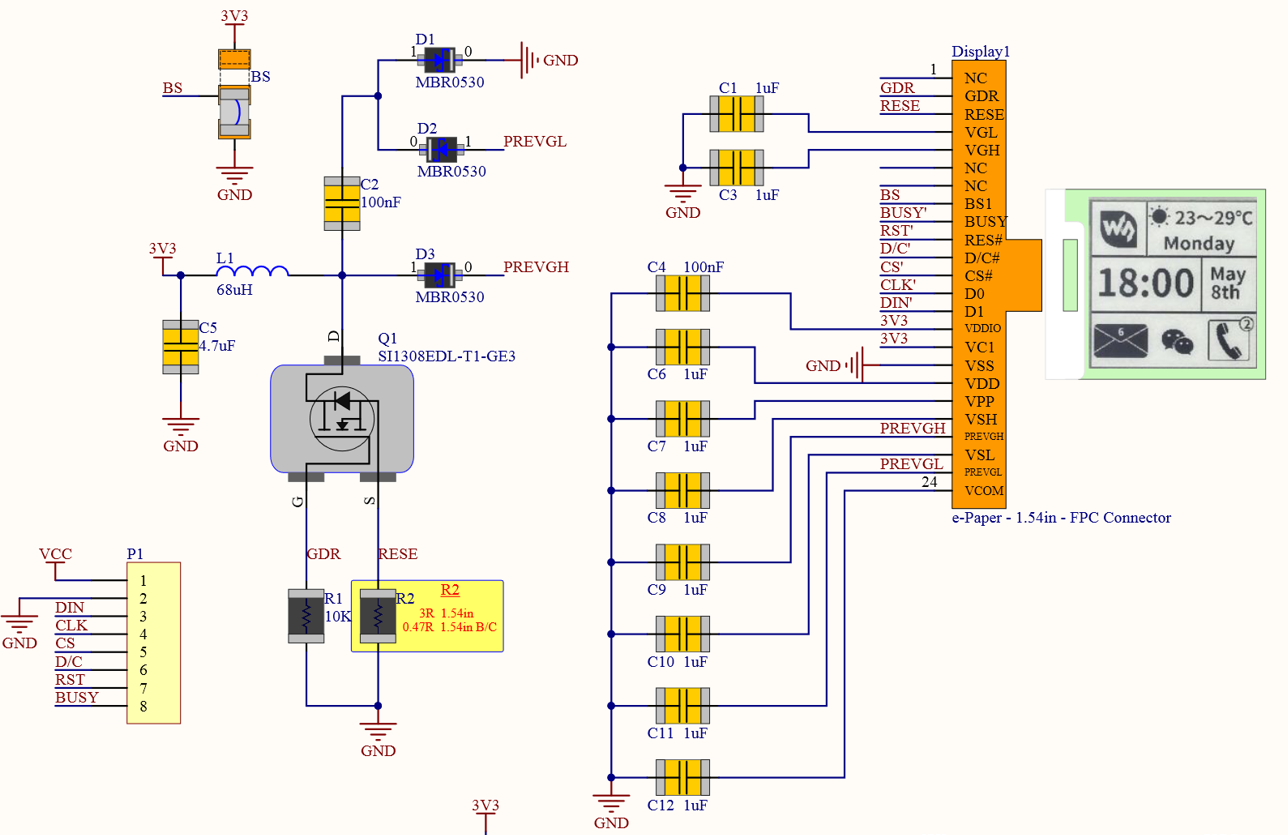 3V3
BS
BS
GND
D1
1
0
MBR0530
GND
D2
0
1
PREVGL
MBR0530
C2
100nF
3V3
L1
68uH
D3
1
0
PREVGH
MBR0530
C5
4.7uF
GND
D
Q1
SI1308EDL-T1-GE3
G
S
GDR
RESE
R1
10K
R2
R2
3R 1.54in
0.47R 1.54in B/C
GND
VCC
P1
1
2
GND
DIN
3
CLK
4
CS
5
D/C
6
RST
7
BUSY
8
3V3
C1 1uF
C3 1uF
GND
C4 100nF
C6 1uF
C7 1uF
C8 1uF
C9 1uF
C10 1uF
C11 1uF
C12 1uF
GND
Display1
1 NC
GDR GDR
RESE RESE
VGL
VGH
NC
NC
BS BS1
BUSY' BUSY
RST' RES#
D/C' D/C#
CS' CS#
CLK' D0
DIN' D1
3V3 VDDIO
3V3 VC1
GND VSS
VDD
VPP
VSH
PREVGH PREVGH
VSL
PREVGL PREVGL
24 VCOM
e-Paper - 1.54in - FPC Connector
23~29°C
Monday
18:00
May
8th
6
2